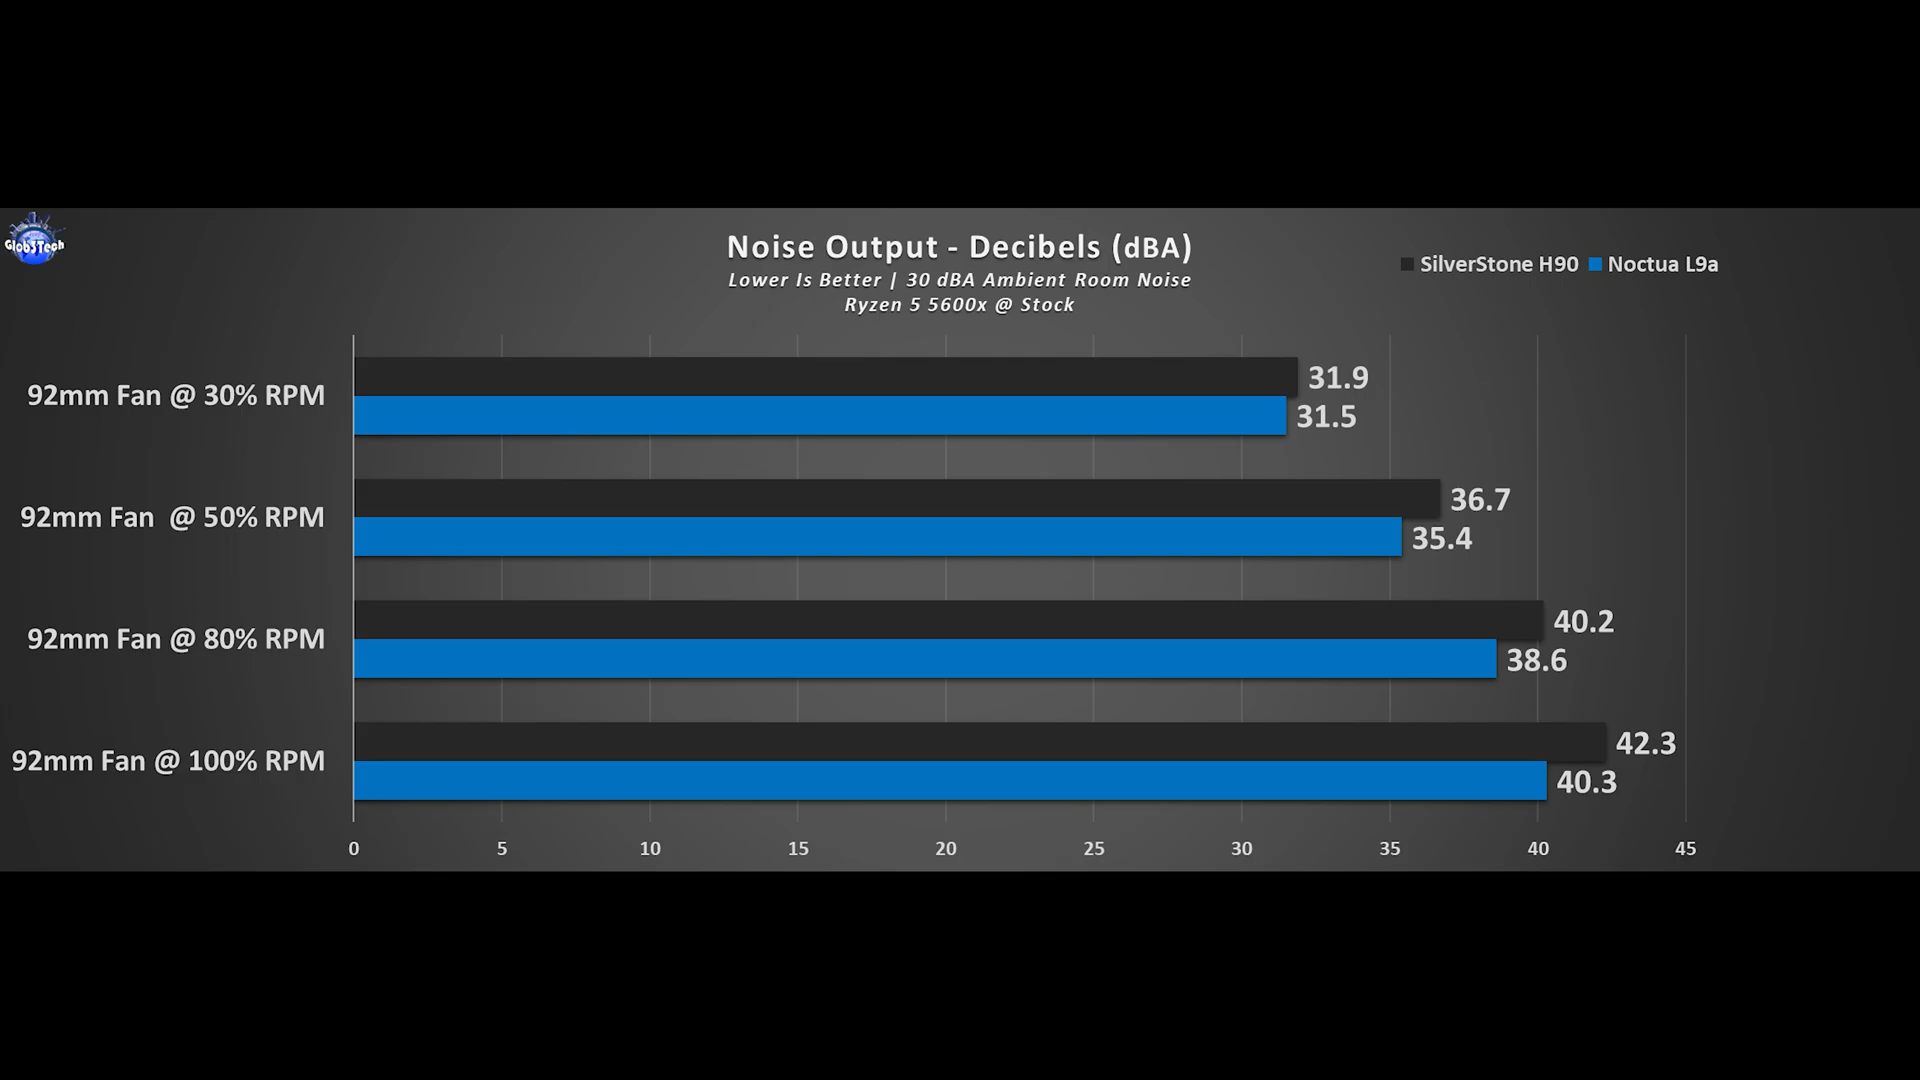 Glob3Tech
Noise Output - Decibels (dBA)
Lower Is Better | 30 dBA Ambient Room Noise
Ryzen 5 5600x @ Stock
SilverStone H90 Noctua L9a
92mm Fan @ 30% RPM
31.9
31.5
92mm Fan  @ 50% RPM
36.7
35.4
92mm Fan @ 80% RPM
40.2
38.6
92mm Fan @ 100% RPM
42.3
40.3
0 5 10 15 20 25 30 35 40 45